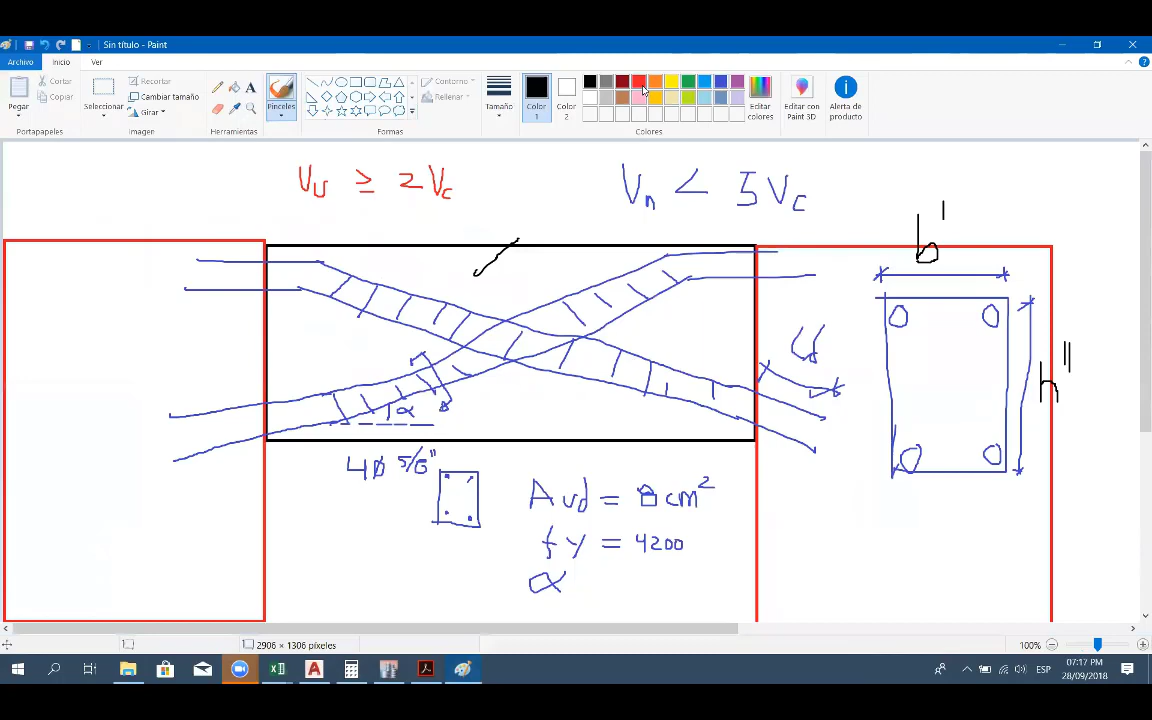 Sin título - Paint
Archivo Inicio Ver
Pegar
Cortar
Copiar
Portapapeles
Seleccionar
Recortar
Cambiar tamaño
Girar
Imagen
A
Herramientas
Pinceles
Contorno
Rellenar
Formas
Tamaño
Color 1
Color 2
Colores
Editar colores
Editar con Paint 3D
Alerta de producto
Vu ≥ 2Vc
Vn < 5Vc
b'
h"
α
4Ø 5/8"
Avd = 8 cm²
fy = 4200
α
2906 × 1306 píxeles
100%
ESP
07:17 PM
28/09/2018